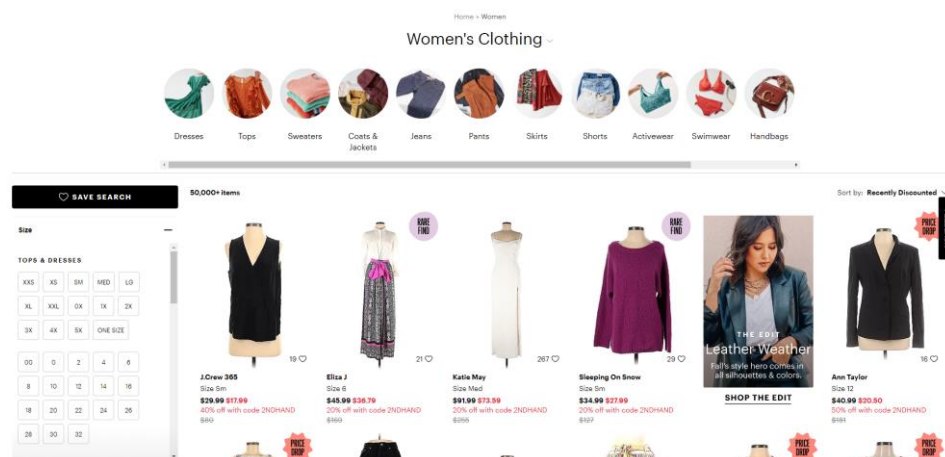 Home > Women
Women's Clothing
Dresses
Tops
Sweaters
Coats &
Jackets
Jeans
Pants
Skirts
Shorts
Activewear
Swimwear
Handbags
SAVE SEARCH
50,000+ items
Sort by: Recently Discounted
Size
TOPS & DRESSES
XXS XS SM MED LG
XL XXL 0X 1X 2X
3X 4X 5X ONE SIZE
00 0 2 4 6
8 10 12 14 16
18 20 22 24 26
28 30 32
19
J.Crew 365
Size Sm
$29.99 $17.99
40% off with code 2NDHAND
$80
RARE
FIND
21
Eliza J
Size 6
$45.99 $36.79
20% off with code 2NDHAND
$160
267
Katie May
Size Med
$91.99 $73.59
20% off with code 2NDHAND
$255
RARE
FIND
29
Sleeping On Snow
Size Sm
$34.99 $27.99
20% off with code 2NDHAND
$127
THE EDIT
Leather Weather
Fall's style hero comes in
all silhouettes & colors.
SHOP THE EDIT
PRICE
DROP
16
Ann Taylor
Size 12
$40.99 $20.50
50% off with code 2NDHAND
$181
PRICE
DROP
PRICE
DROP
PRICE
DROP